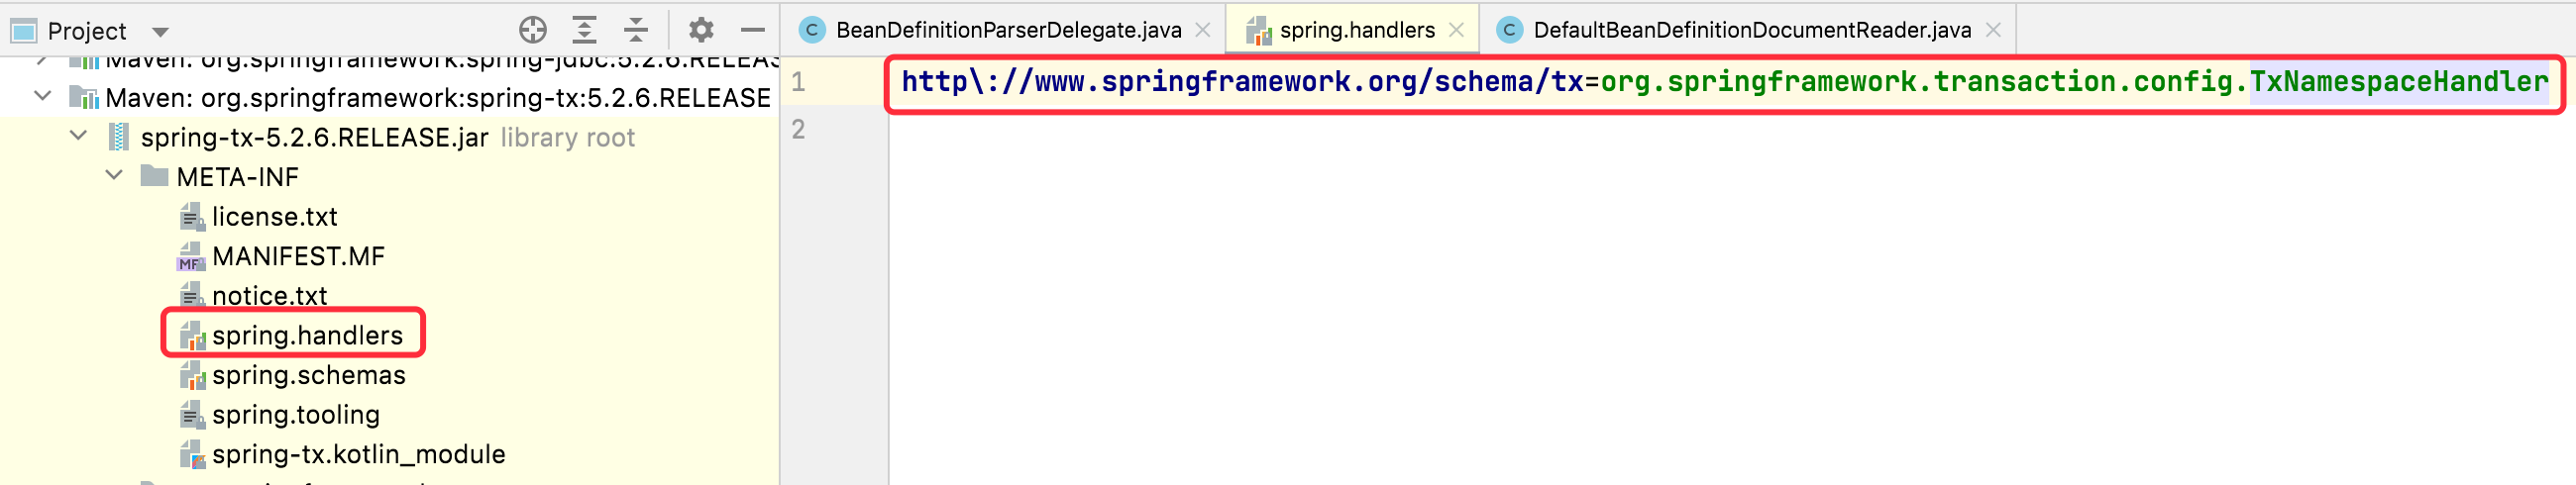 Project
BeanDefinitionParserDelegate.java
spring.handlers
DefaultBeanDefinitionDocumentReader.java
Maven: org.springframework:spring-jdbc:5.2.6.RELEAS
Maven: org.springframework:spring-tx:5.2.6.RELEASE
spring-tx-5.2.6.RELEASE.jar library root
META-INF
license.txt
MF MANIFEST.MF
notice.txt
spring.handlers
spring.schemas
spring.tooling
spring-tx.kotlin_module
1 http\://www.springframework.org/schema/tx=org.springframework.transaction.config.TxNamespaceHandler
2